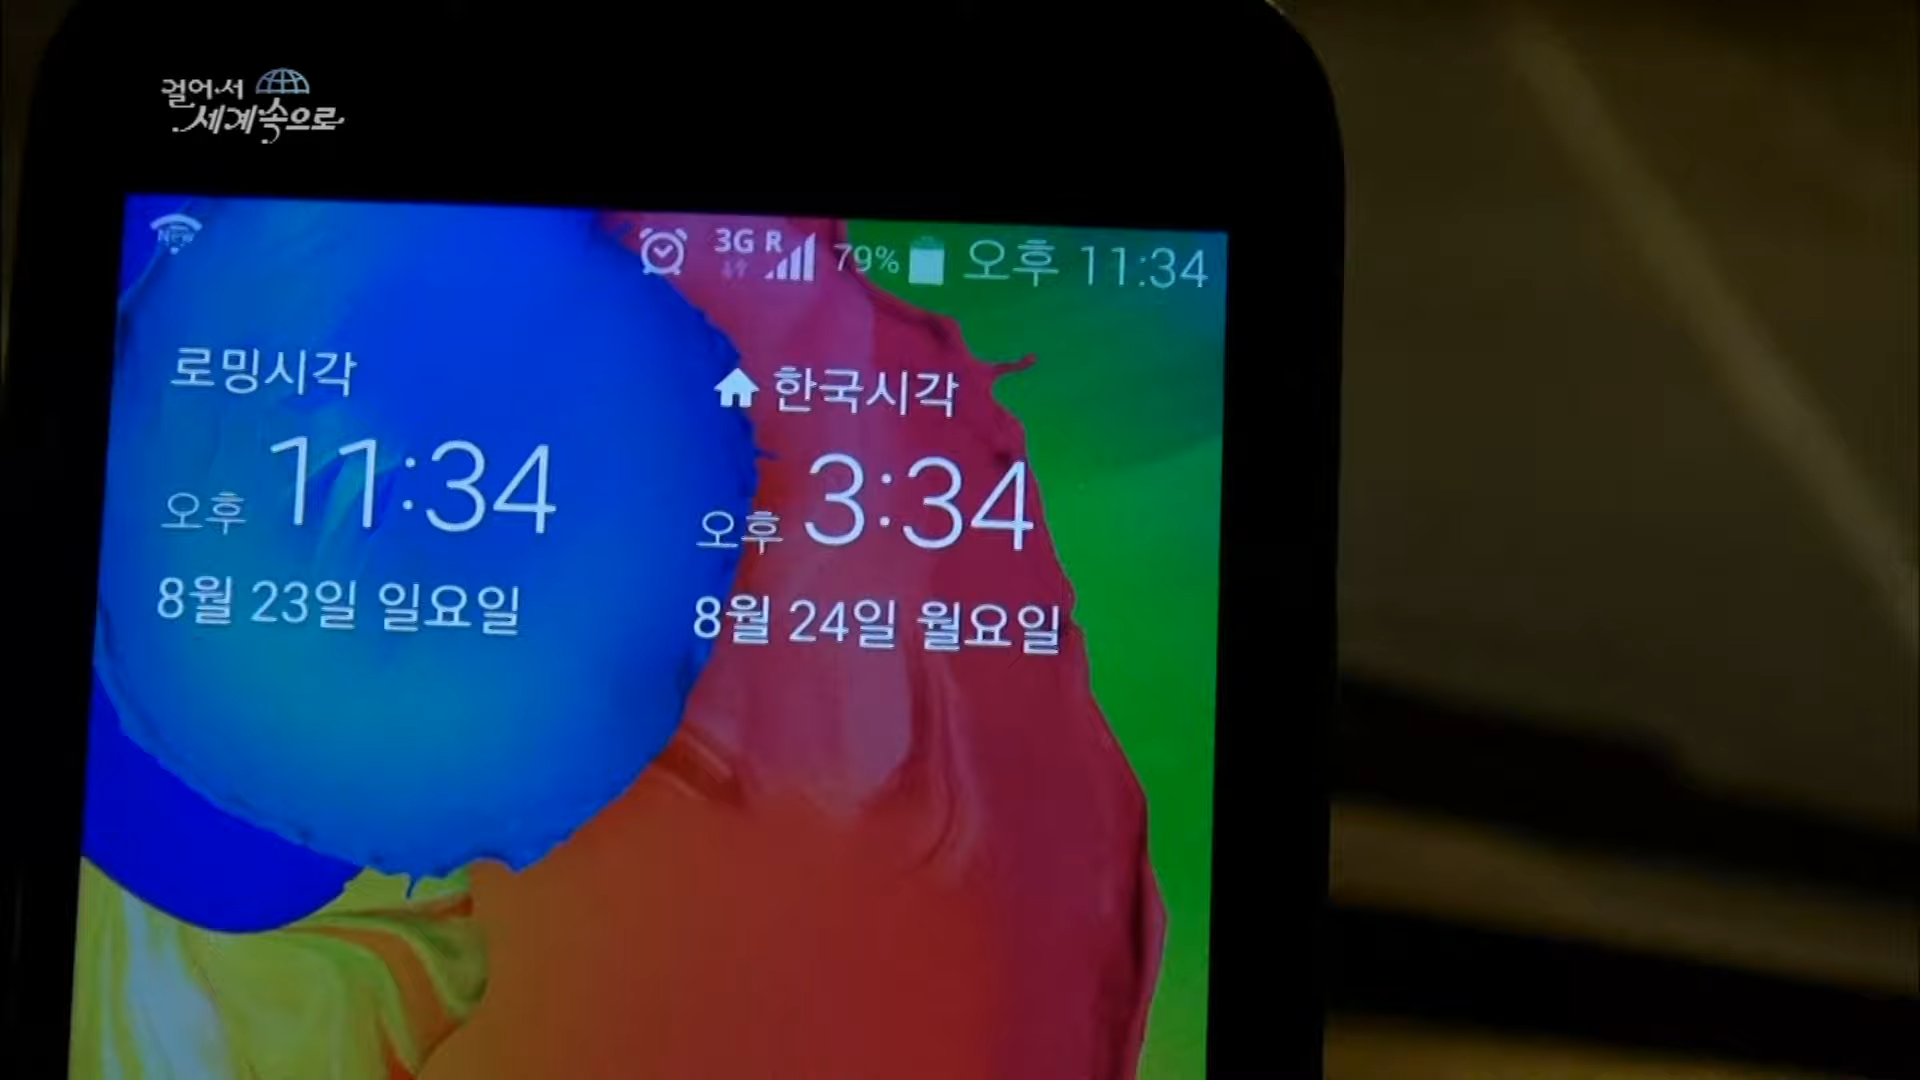 걸어서
세계속으로
New
3G R 79% 오후 11:34
로밍시각
오후 11:34
8월 23일 일요일
한국시각
오후 3:34
8월 24일 월요일